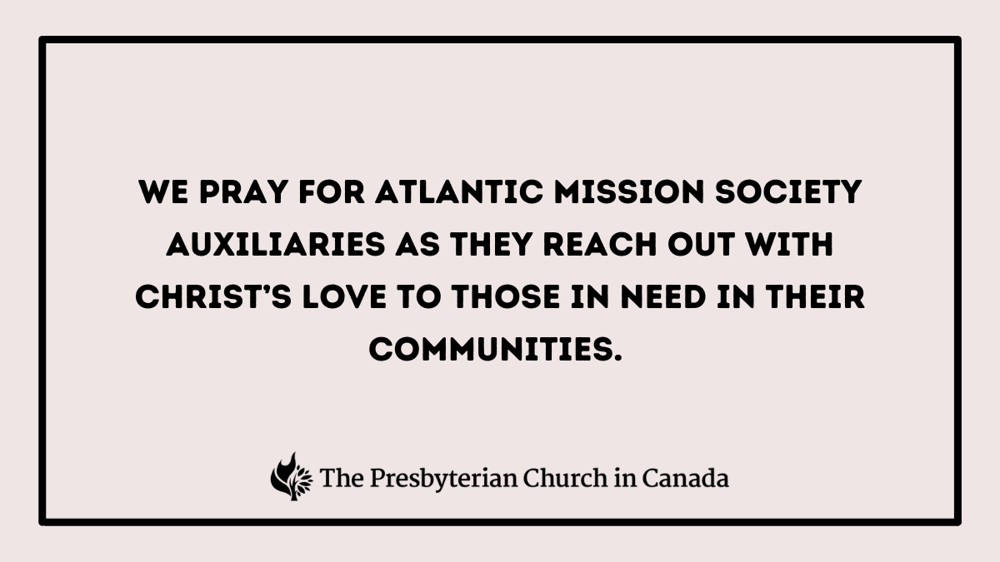 WE PRAY FOR ATLANTIC MISSION SOCIETY
AUXILIARIES AS THEY REACH OUT WITH
CHRIST’S LOVE TO THOSE IN NEED IN THEIR
COMMUNITIES.
The Presbyterian Church in Canada